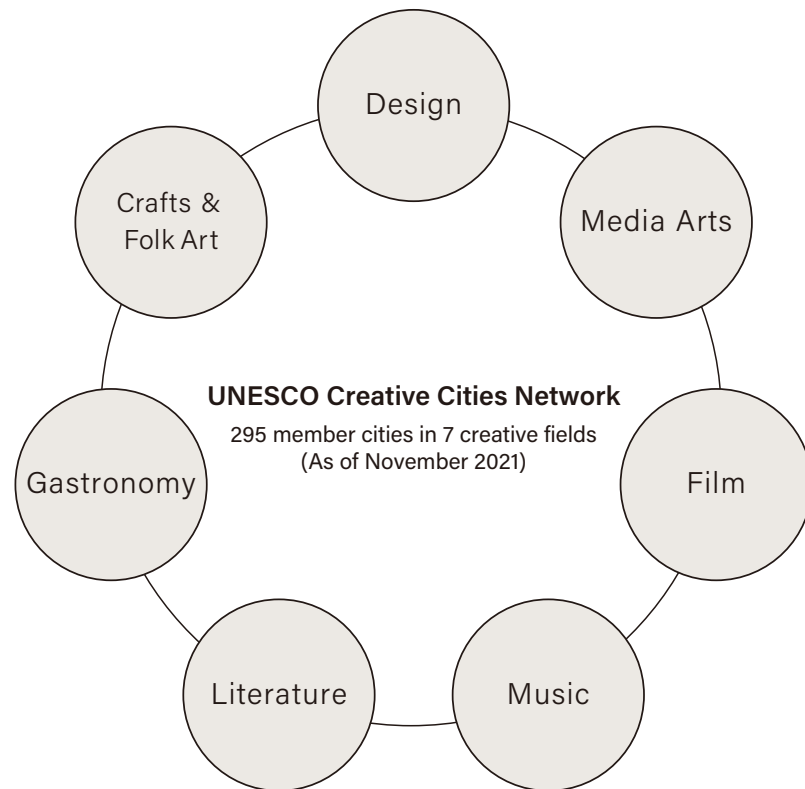 Design
Crafts &
Folk Art
Media Arts
UNESCO Creative Cities Network
295 member cities in 7 creative fields
(As of November 2021)
Gastronomy
Film
Literature
Music